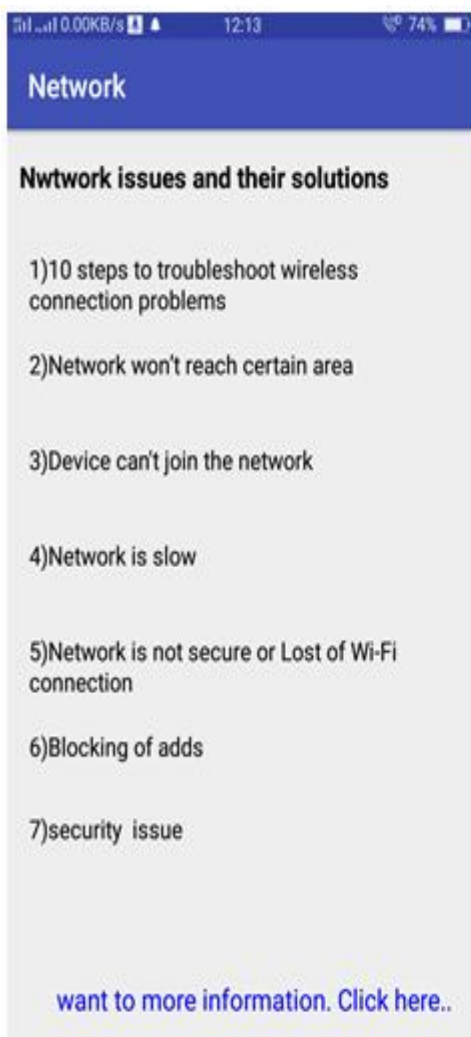 0.00KB/s 12:13 74%
Network
Nwtwork issues and their solutions
1)10 steps to troubleshoot wireless
connection problems
2)Network won't reach certain area
3)Device can't join the network
4)Network is slow
5)Network is not secure or Lost of Wi-Fi
connection
6)Blocking of adds
7)security  issue
want to more information. Click here..